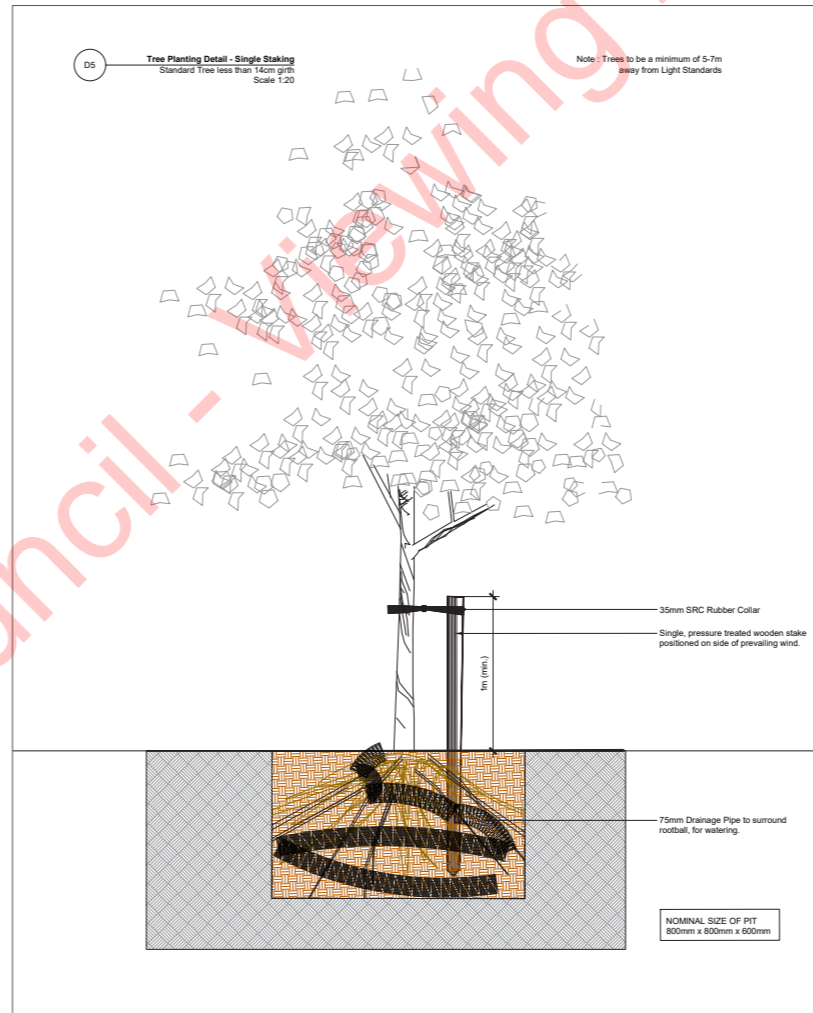 D5
Tree Planting Detail - Single Staking
Standard Tree less than 14cm girth
Scale 1:20
Note : Trees to be a minimum of 5-7m
away from Light Standards
35mm SRC Rubber Collar
Single, pressure treated wooden stake
positioned on side of prevailing wind.
1m (min.)
75mm Drainage Pipe to surround
rootball, for watering.
NOMINAL SIZE OF PIT
800mm x 800mm x 600mm
ncil - Viewing